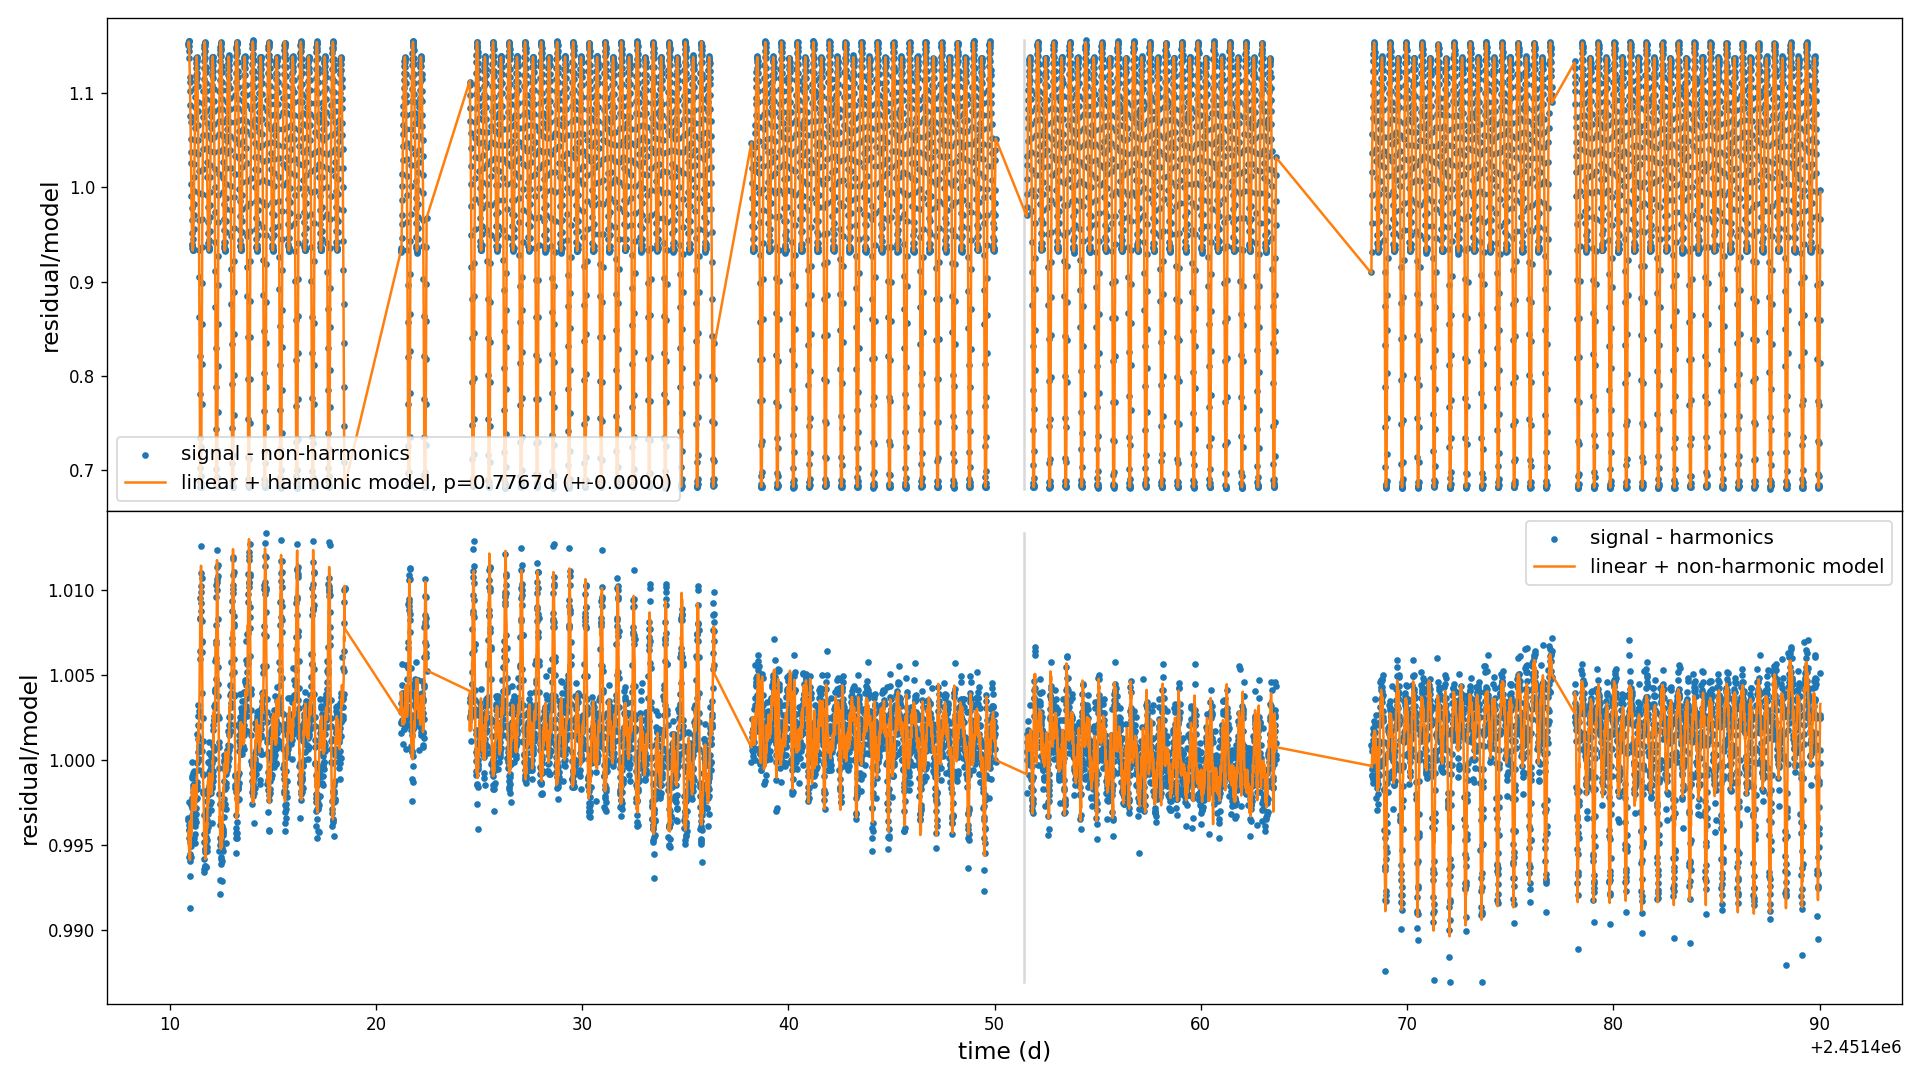 1.1
1.0
0.9
0.8
0.7
residual/model
signal - non-harmonics
linear + harmonic model, p=0.7767d (+-0.0000)
signal - harmonics
linear + non-harmonic model
1.010
1.005
1.000
0.995
0.990
residual/model
10 20 30 40 50 60 70 80 90
time (d)
+2.4514e6